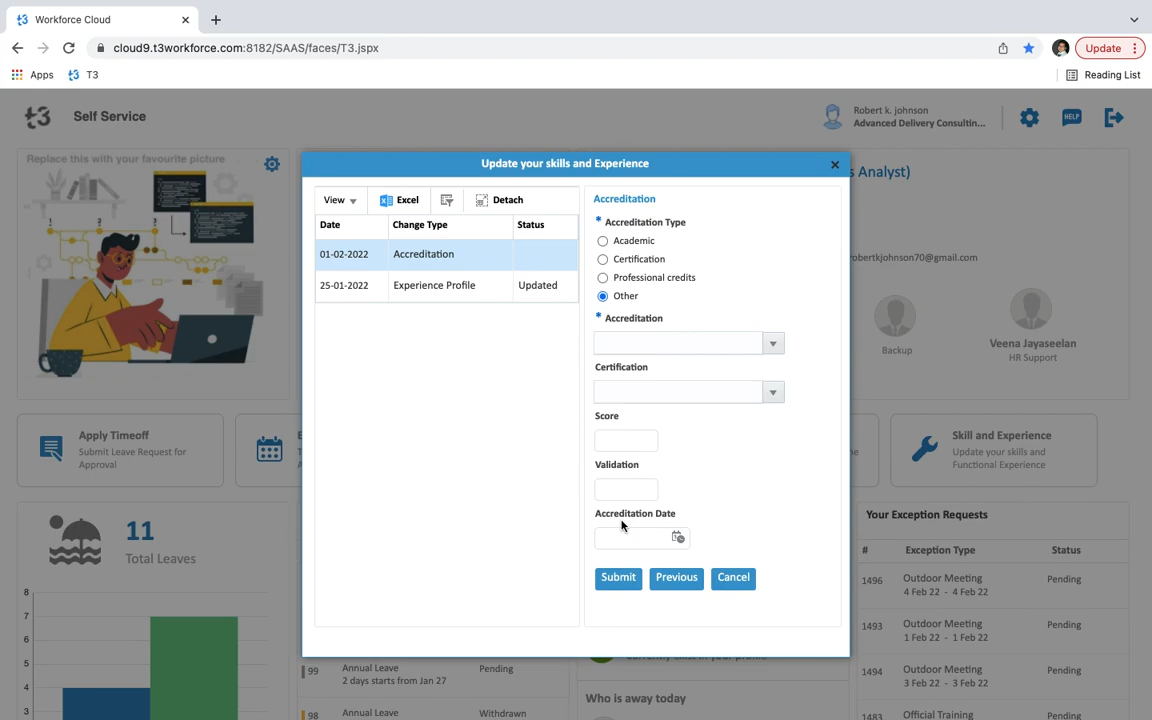 Workforce Cloud
cloud9.t3workforce.com:8182/SAAS/faces/T3.jspx
Update
Apps
T3
Reading List
t3
Self Service
Robert k. johnson
Advanced Delivery Consultin...
HELP
Replace this with your favourite picture
Update your skills and Experience
s Analyst)
View
Excel
Detach
Date
Change Type
Status
01-02-2022
Accreditation
25-01-2022
Experience Profile
Updated
Accreditation
* Accreditation Type
Academic
Certification
Professional credits
Other
* Accreditation
Certification
Score
Validation
Accreditation Date
Submit
Previous
Cancel
obertkjohnson70@gmail.com
Backup
Veena Jayaseelan
HR Support
Apply Timeoff
Submit Leave Request for
Approval
Skill and Experience
Update your skills and
Functional Experience
11
Total Leaves
8
7
6
5
4
3
99
Annual Leave
2 days starts from Jan 27
Pending
98
Annual Leave
Withdrawn
Who is away today
Your Exception Requests
#
Exception Type
Status
1496
Outdoor Meeting
4 Feb 22 - 4 Feb 22
Pending
1493
Outdoor Meeting
1 Feb 22 - 1 Feb 22
Pending
1494
Outdoor Meeting
3 Feb 22 - 3 Feb 22
Pending
1483
Official Training
Pending